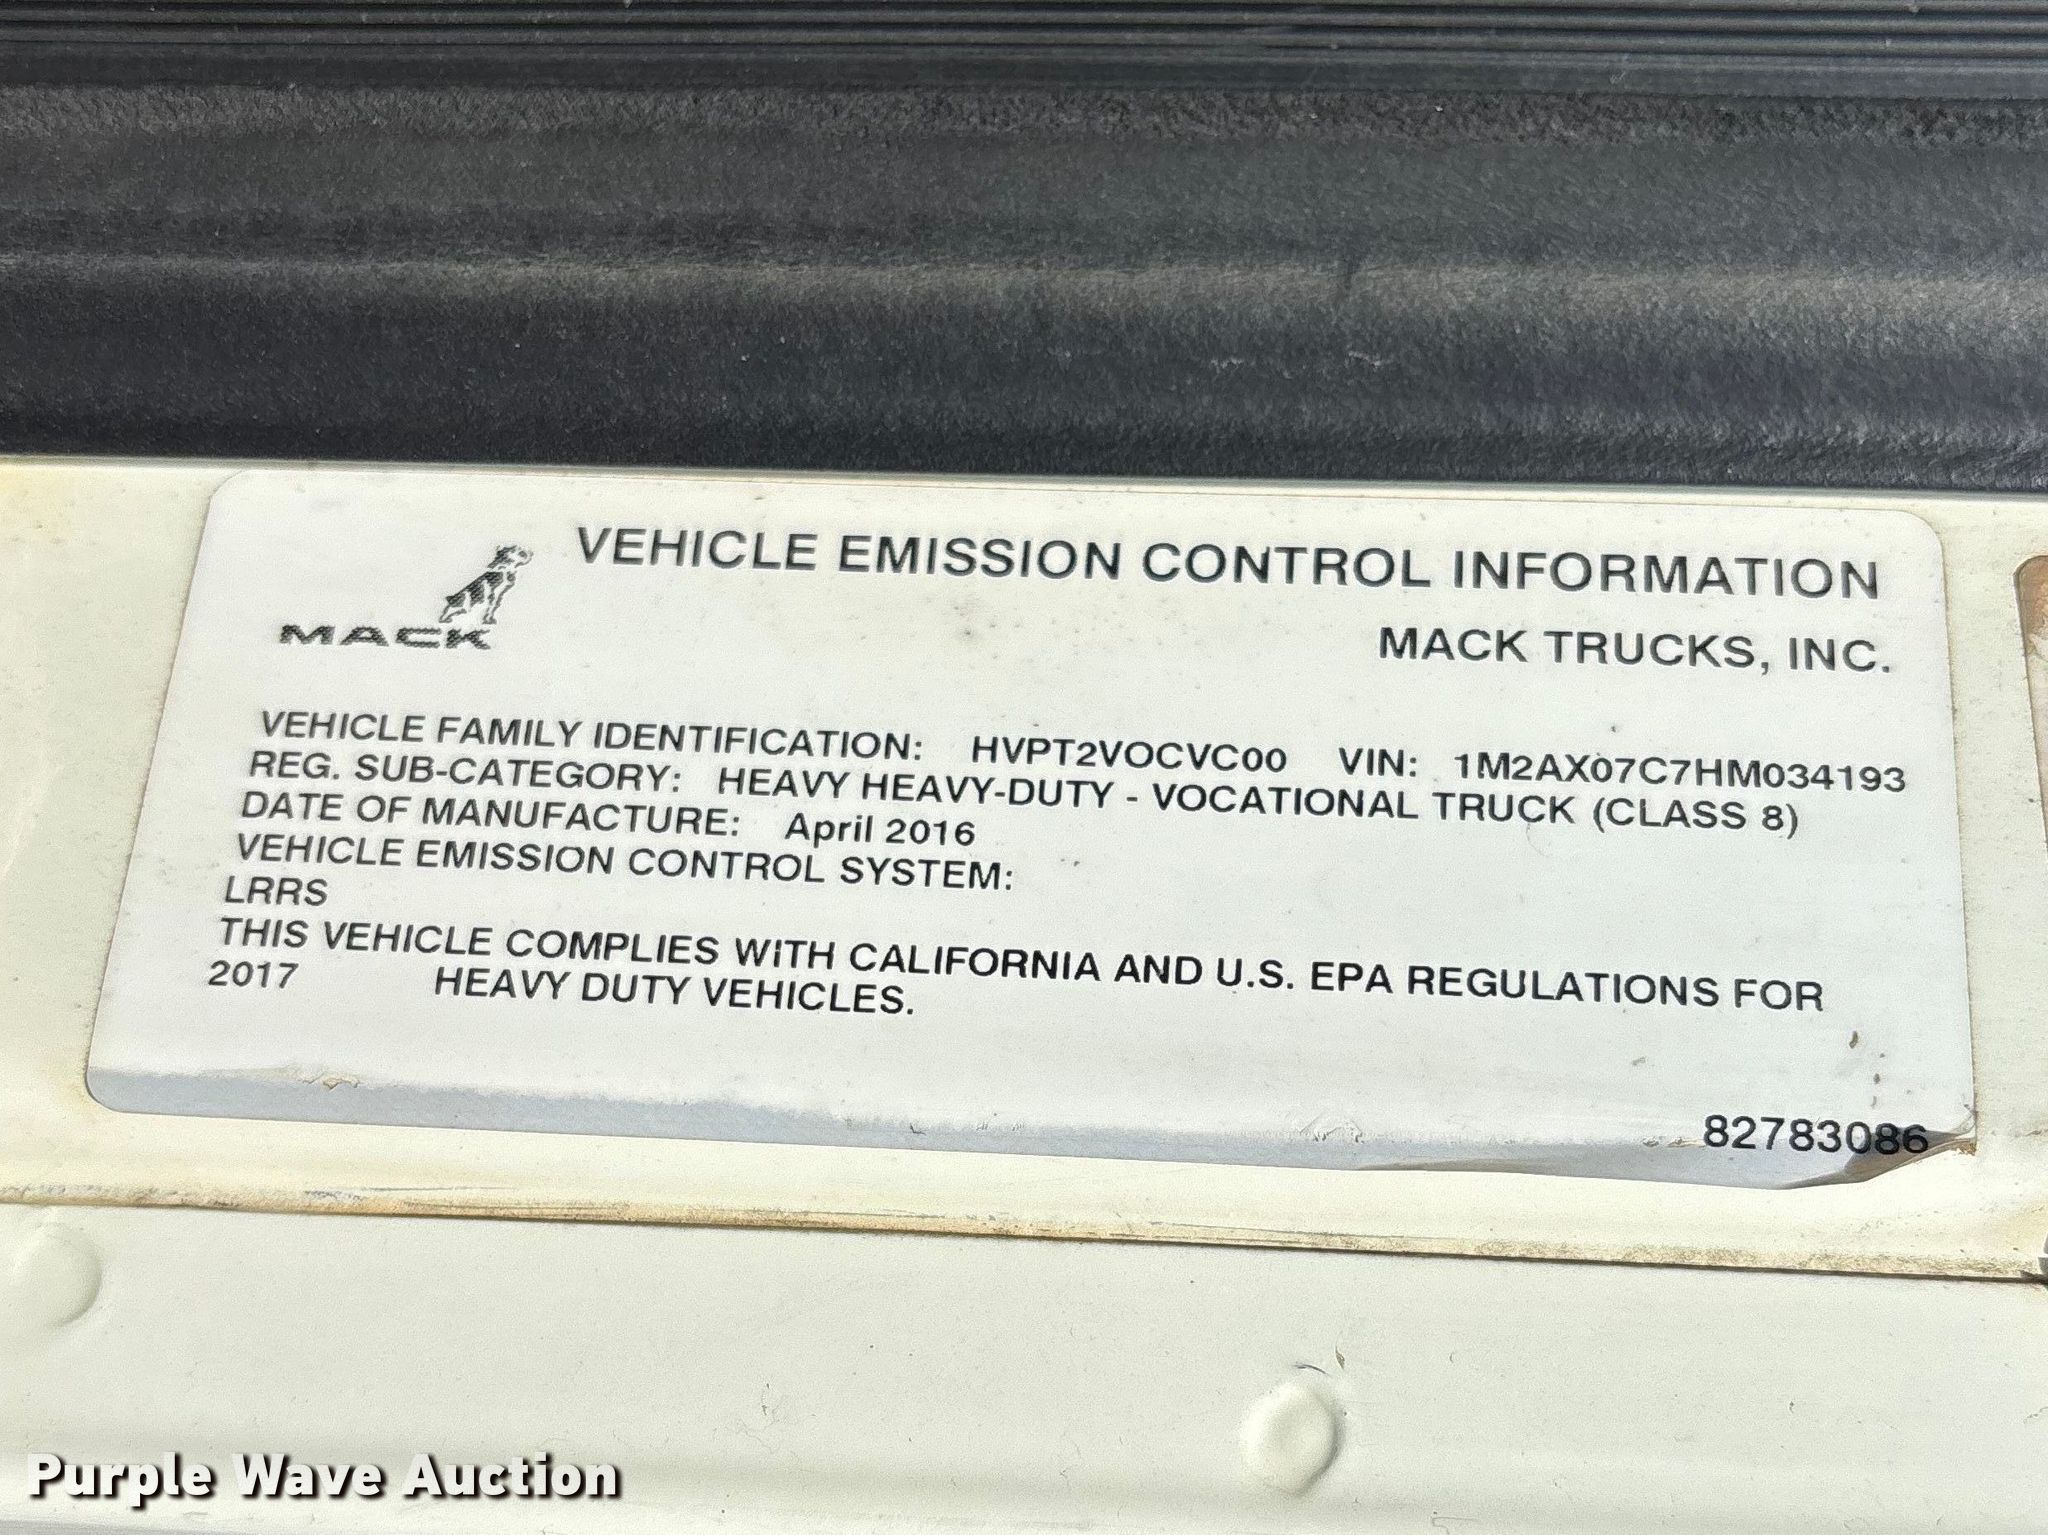 VEHICLE EMISSION CONTROL INFORMATION
MACK
MACK TRUCKS, INC.
VEHICLE FAMILY IDENTIFICATION: HVPT2VOCVC00 VIN: 1M2AX07C7HM034193
REG. SUB-CATEGORY: HEAVY HEAVY-DUTY - VOCATIONAL TRUCK (CLASS 8)
DATE OF MANUFACTURE: April 2016
VEHICLE EMISSION CONTROL SYSTEM:
LRRS
THIS VEHICLE COMPLIES WITH CALIFORNIA AND U.S. EPA REGULATIONS FOR
2017 HEAVY DUTY VEHICLES.
82783086
Purple Wave Auction